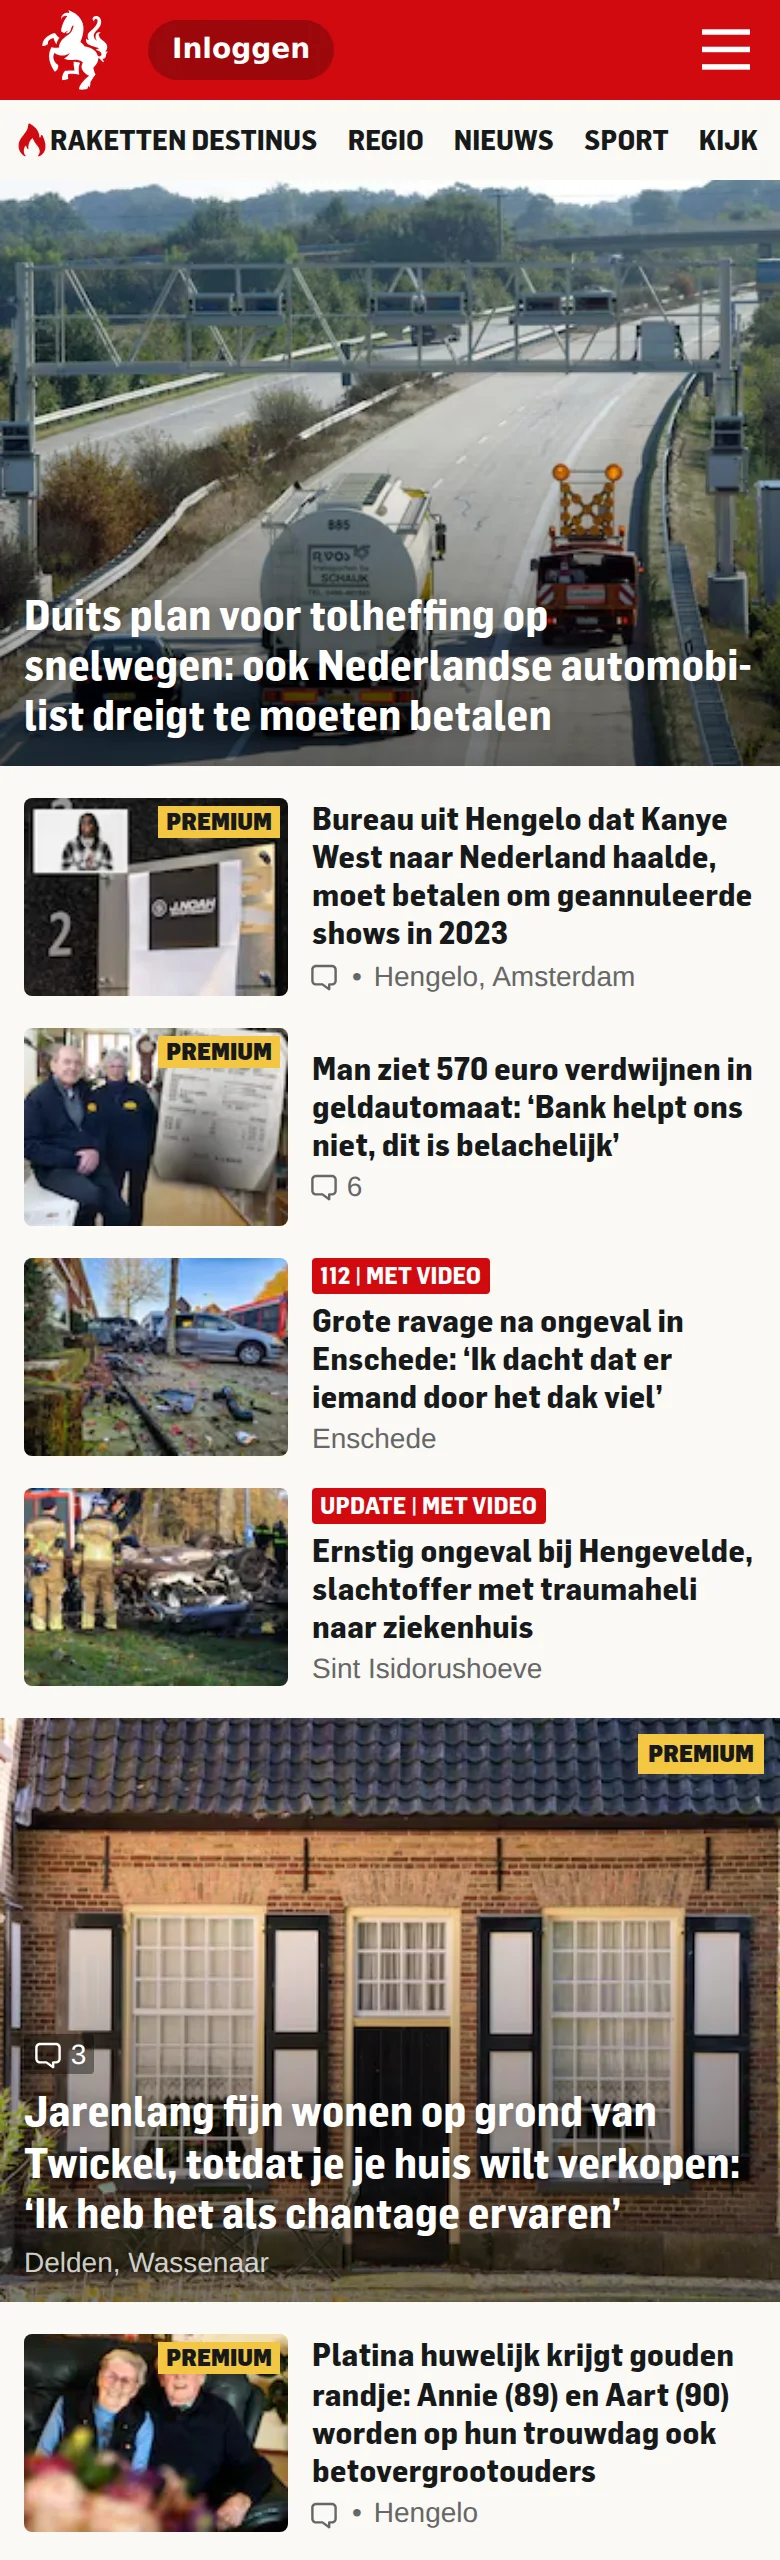 Inloggen
RAKETTEN DESTINUS REGIO NIEUWS SPORT KIJK
885
SCHAIJK
Duits plan voor tolheffing op
snelwegen: ook Nederlandse automobi-
list dreigt te moeten betalen
PREMIUM
J.NOAH
2
Bureau uit Hengelo dat Kanye
West naar Nederland haalde,
moet betalen om geannuleerde
shows in 2023
• Hengelo, Amsterdam
PREMIUM
Man ziet 570 euro verdwijnen in
geldautomaat: ‘Bank helpt ons
niet, dit is belachelijk’
6
112 | MET VIDEO
Grote ravage na ongeval in
Enschede: ‘Ik dacht dat er
iemand door het dak viel’
Enschede
UPDATE | MET VIDEO
Ernstig ongeval bij Hengevelde,
slachtoffer met traumaheli
naar ziekenhuis
Sint Isidorushoeve
PREMIUM
3
Jarenlang fijn wonen op grond van
Twickel, totdat je je huis wilt verkopen:
‘Ik heb het als chantage ervaren’
Delden, Wassenaar
PREMIUM
Platina huwelijk krijgt gouden
randje: Annie (89) en Aart (90)
worden op hun trouwdag ook
betovergrootouders
• Hengelo